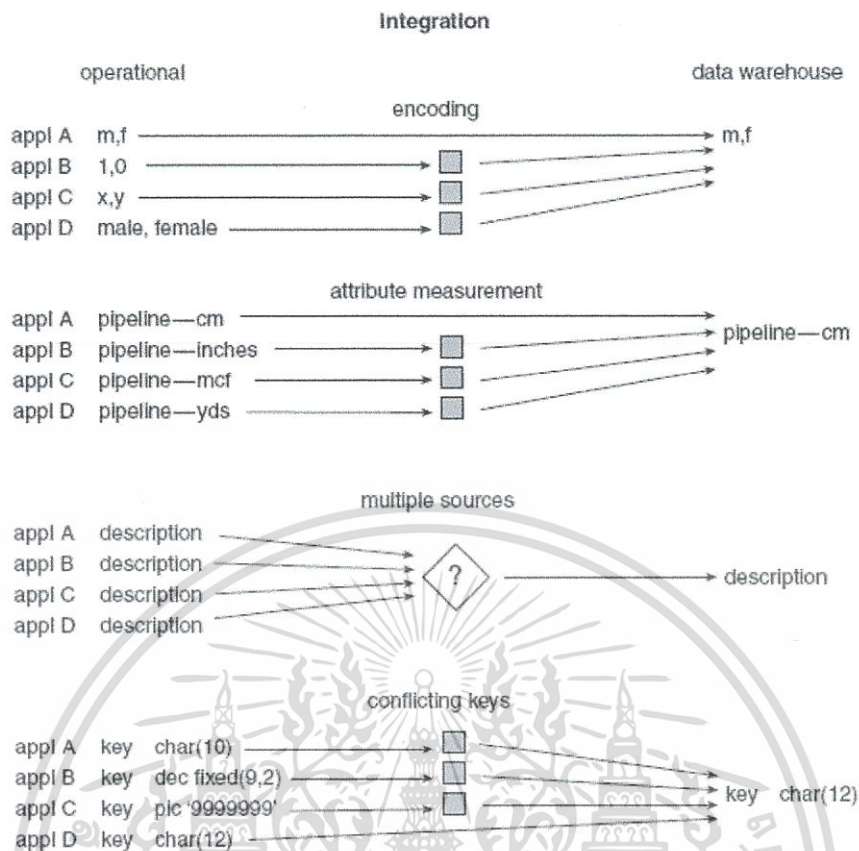 Integration
operational data warehouse
encoding
appl A m,f m,f
appl B 1,0
appl C x,y
appl D male, female
attribute measurement
appl A pipeline—cm
pipeline—cm
appl B pipeline—inches
appl C pipeline—mcf
appl D pipeline—yds
multiple sources
appl A description
appl B description
? description
appl C description
appl D description
conflicting keys
appl A key char(10)
appl B key dec fixed(9,2)
key char(12)
appl C key pic '9999999'
appl D key char(12)